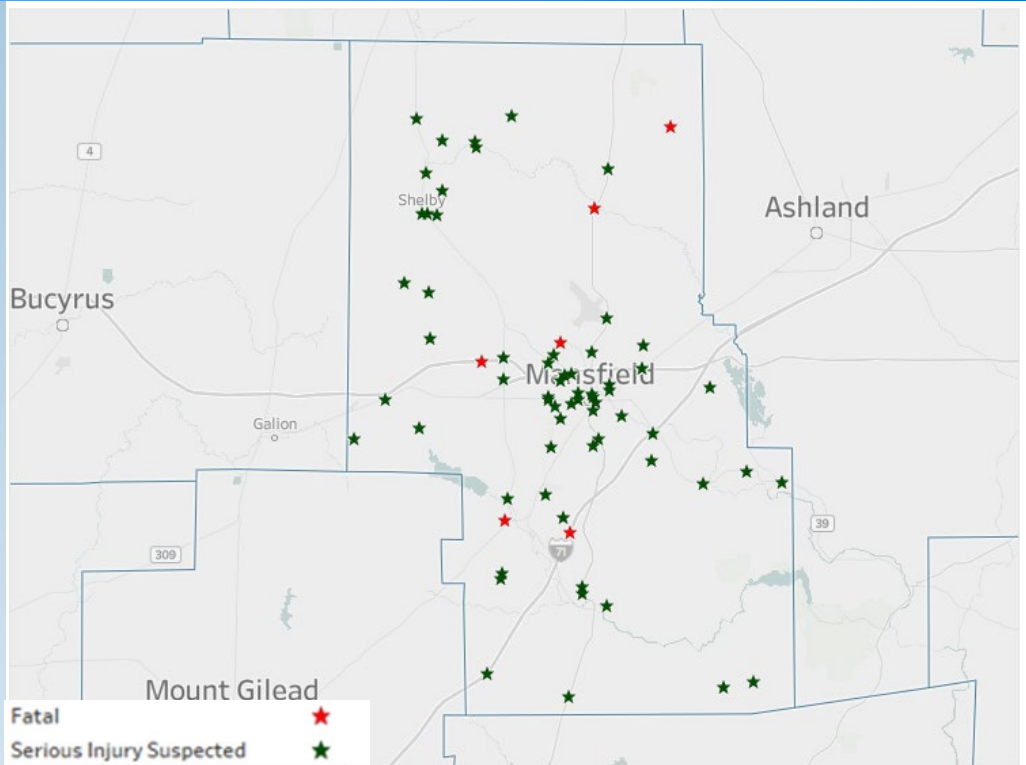 4
Shelby
Ashland
Bucyrus
Mansfield
Galion
39
309
71
Mount Gilead
Fatal
Serious Injury Suspected